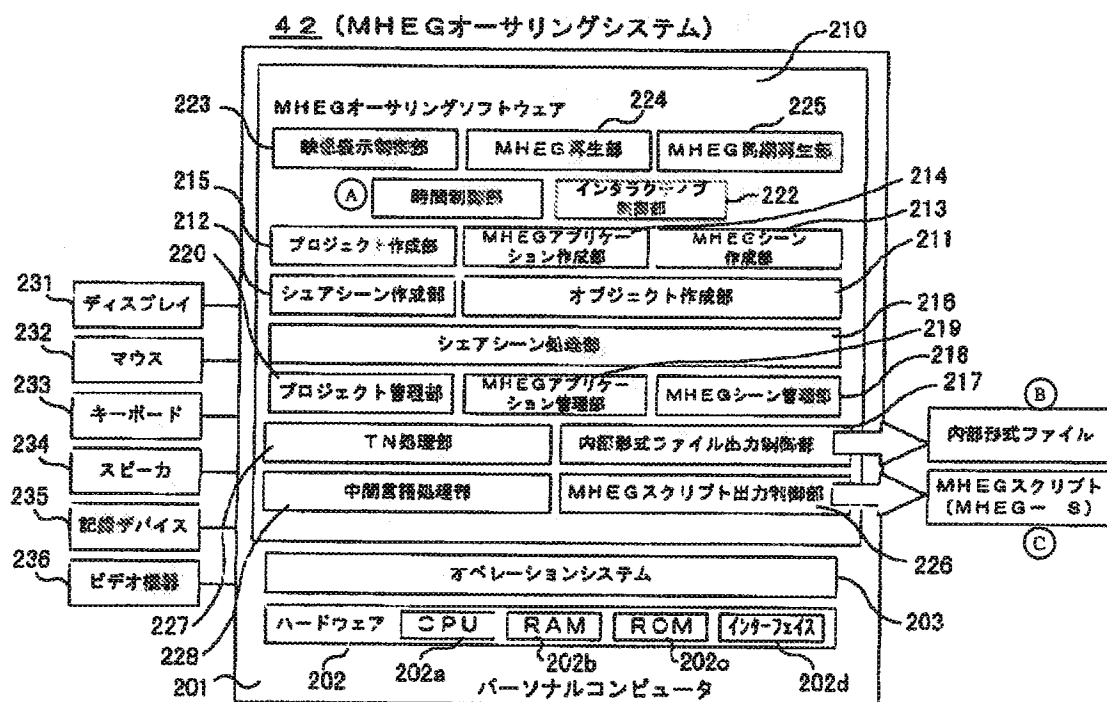 42 (MHEGオーサリングシステム)
210
MHEGオーサリングソフトウェア
223
224
225
映像表示制御部
MHEG再生部
MHEG同期再生部
Ⓐ
時間制御部
インタラクティブ
制御部
222
214
213
215
プロジェクト作成部
MHEGアプリケー
ション作成部
MHEGシーン
作成部
212
211
シェアシーン作成部
オブジェクト作成部
220
216
シェアシーン処理部
219
218
プロジェクト管理部
MHEGアプリケー
ション管理部
MHEGシーン管理部
217
231
ディスプレイ
232
マウス
233
キーボード
234
スピーカ
235
記録デバイス
236
ビデオ機器
TN処理部
内部形式ファイル出力制御部
Ⓑ
内部形式ファイル
中間言語処理部
MHEGスクリプト出力制御部
MHEGスクリプト
(MHEG- S)
Ⓒ
226
オペレーションシステム
203
227
228
ハードウェア
CPU
RAM
ROM
インターフェイス
201
202
202a
202b
202c
202d
パーソナルコンピュータ